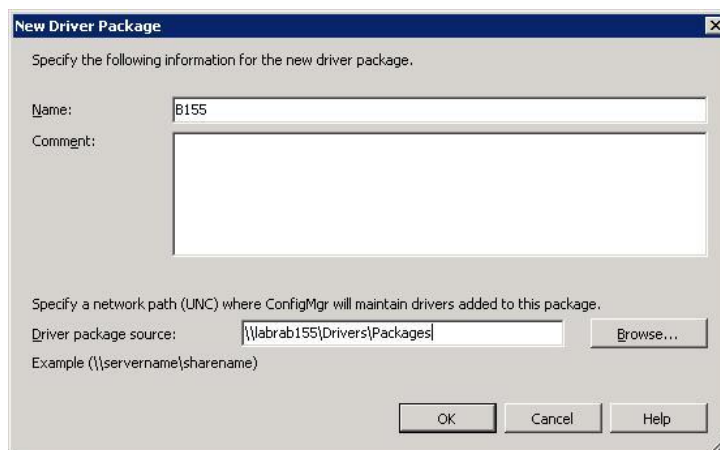 New Driver Package
Specify the following information for the new driver package.
Name:
B155
Comment:
Specify a network path (UNC) where ConfigMgr will maintain drivers added to this package.
Driver package source:
\\labrab155\Drivers\Packages
Browse...
Example (\\servername\sharename)
OK
Cancel
Help